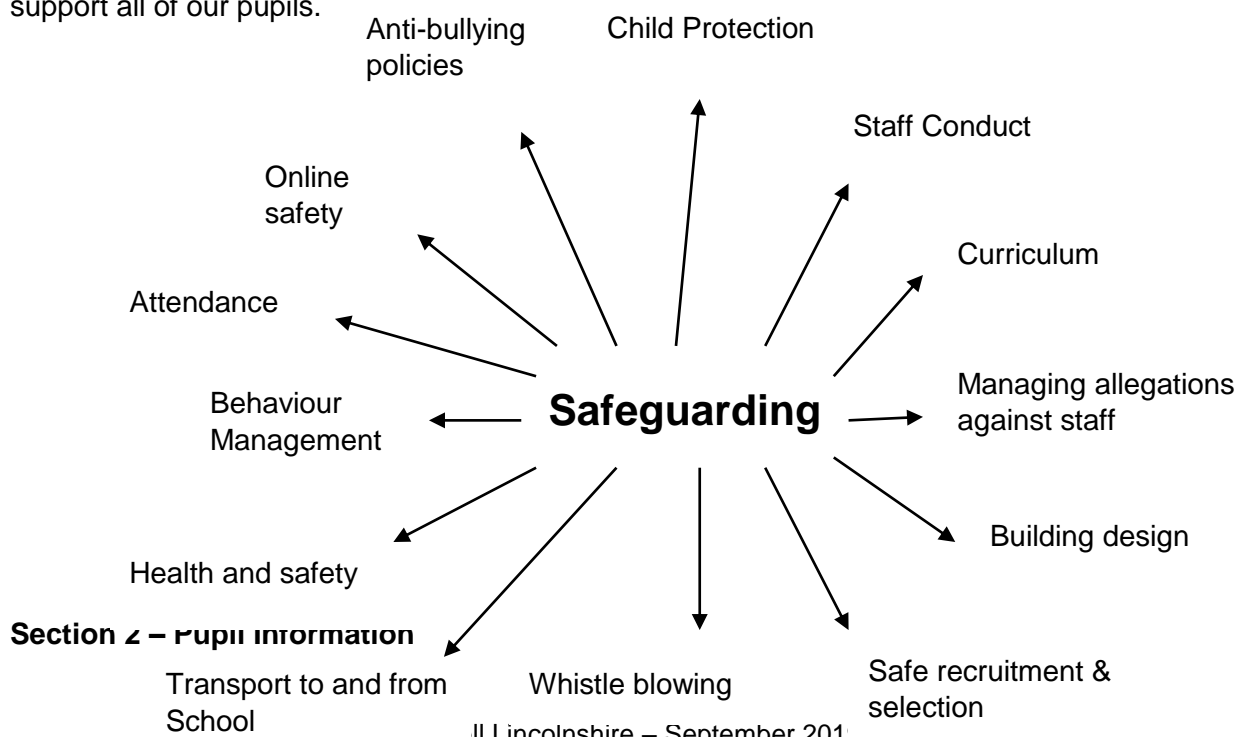 support all of our pupils.
Anti-bullying
policies
Child Protection
Staff Conduct
Online
safety
Curriculum
Attendance
Managing allegations
against staff
Behaviour
Management
Safeguarding
Building design
Health and safety
Section 2 – Pupil Information
Transport to and from
School
Whistle blowing
Safe recruitment &
selection
Lincolnshire – September